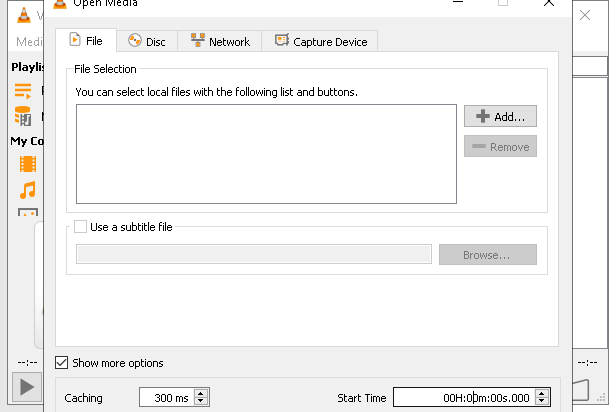 Open Media
V
Medi
File
Disc
Network
Capture Device
Playlis
My Co
File Selection
You can select local files with the following list and buttons.
Add...
Remove
Use a subtitle file
Browse...
--:--
--:--
Show more options
Caching
300 ms
Start Time
00H:00m:00s.000